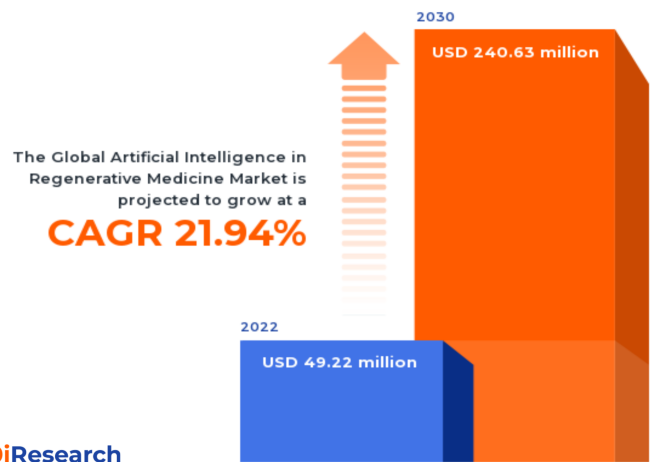 2030
USD 240.63 million
The Global Artificial Intelligence in
Regenerative Medicine Market is
projected to grow at a
CAGR 21.94%
2022
USD 49.22 million
iResearch